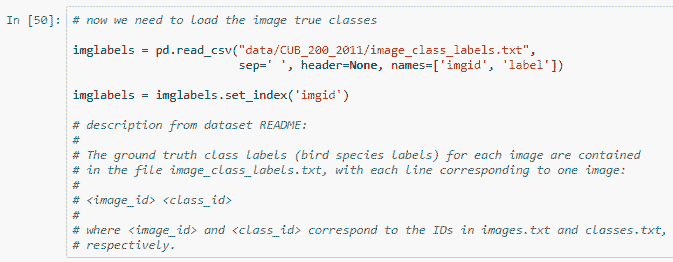 In [50]: # now we need to load the image true classes
imglabels = pd.read_csv("data/CUB_200_2011/image_class_labels.txt",
sep=' ', header=None, names=['imgid', 'label'])
imglabels = imglabels.set_index('imgid')
# description from dataset README:
#
# The ground truth class labels (bird species labels) for each image are contained
# in the file image_class_labels.txt, with each line corresponding to one image:
#
# <image_id> <class_id>
#
# where <image_id> and <class_id> correspond to the IDs in images.txt and classes.txt,
# respectively.